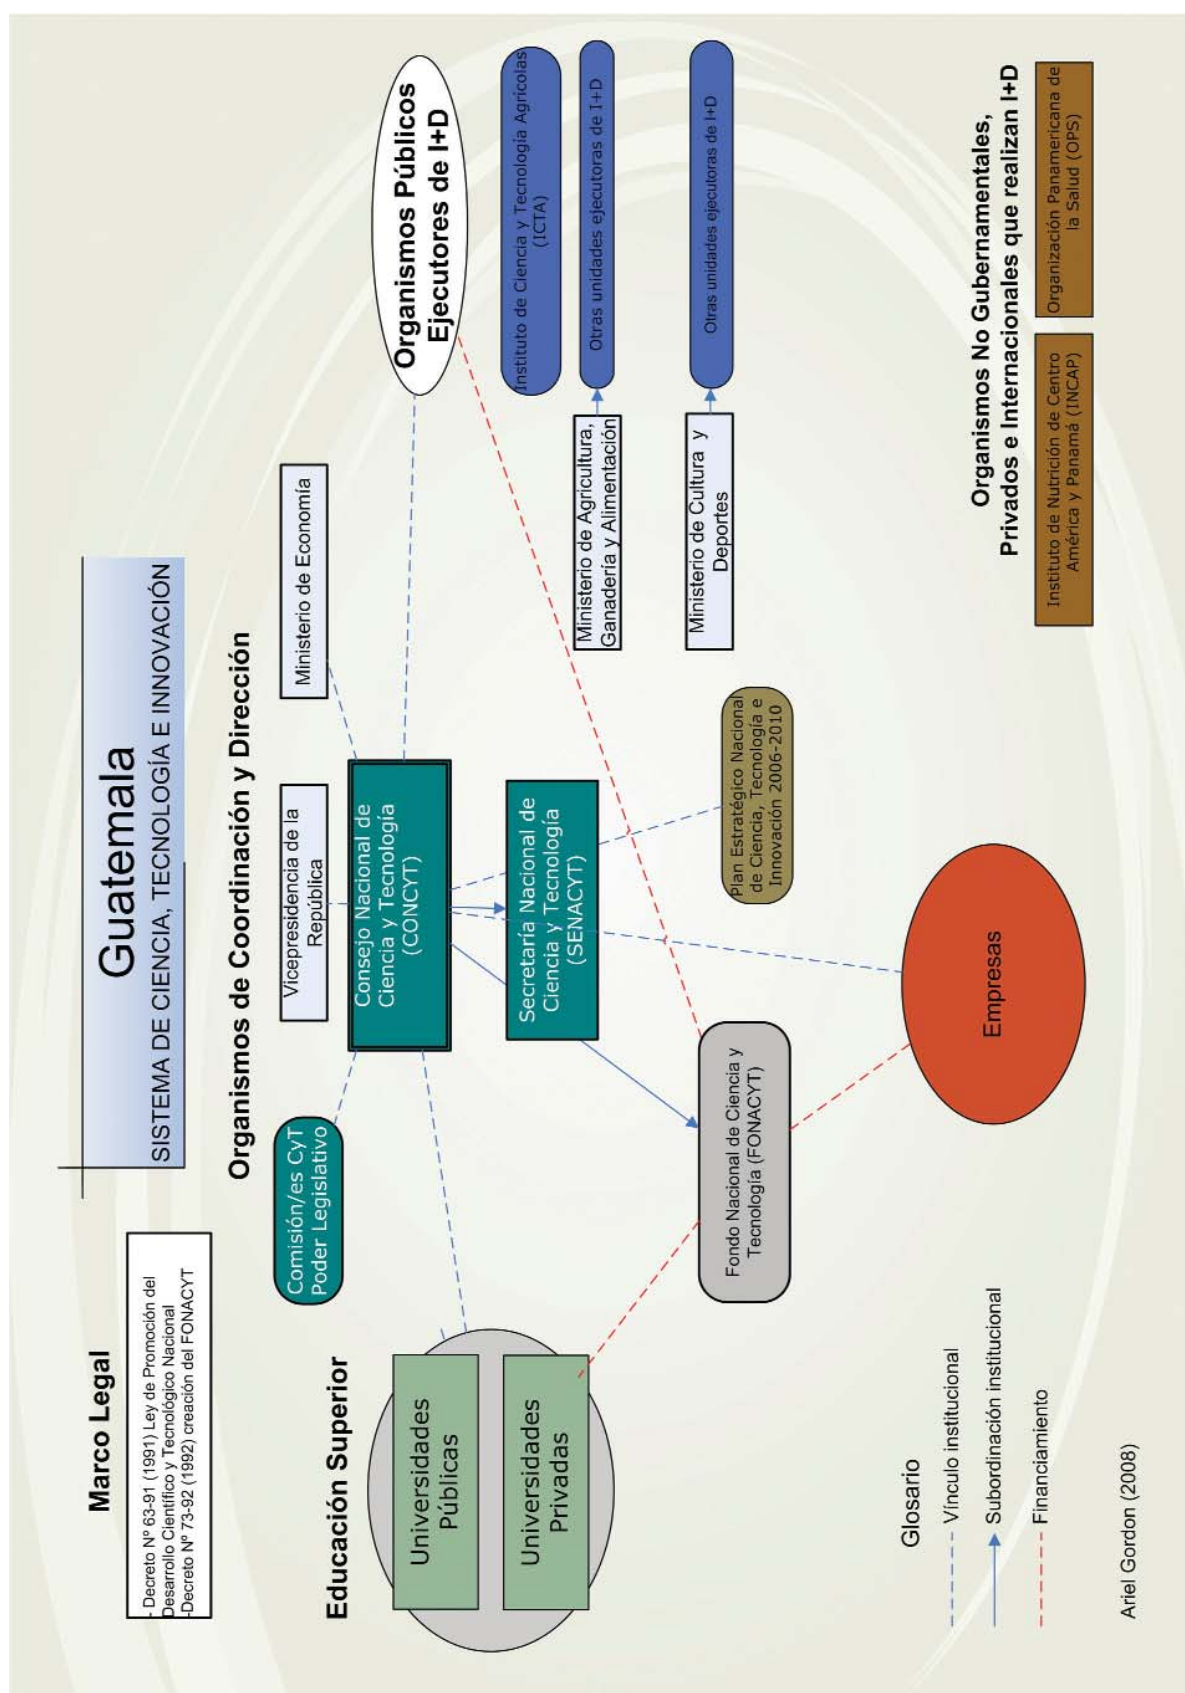 Guatemala
SISTEMA DE CIENCIA, TECNOLOGÍA E INNOVACIÓN
Marco Legal
- Decreto Nº 63-91 (1991) Ley de Promoción del
Desarrollo Científico y Tecnológico Nacional
-Decreto Nº 73-92 (1992) creación del FONACYT
Organismos de Coordinación y Dirección
Comisión/es CyT
Poder Legislativo
Vicepresidencia de la
República
Ministerio de Economía
Consejo Nacional de
Ciencia y Tecnología
(CONCYT)
Organismos Públicos
Ejecutores de I+D
Educación Superior
Universidades
Públicas
Universidades
Privadas
Secretaría Nacional de
Ciencia y Tecnología
(SENACYT)
Instituto de Ciencia y Tecnología Agrícolas
(ICTA)
Ministerio de Agricultura,
Ganadería y Alimentación
Otras unidades ejecutoras de I+D
Ministerio de Cultura y
Deportes
Otras unidades ejecutoras de I+D
Fondo Nacional de Ciencia y
Tecnología (FONACYT)
Plan Estratégico Nacional
de Ciencia, Tecnología e
Innovación 2006-2010
Empresas
Organismos No Gubernamentales,
Privados e Internacionales que realizan I+D
Instituto de Nutrición de Centro
América y Panamá (INCAP)
Organización Panamericana de
la Salud (OPS)
Glosario
Vínculo institucional
Subordinación institucional
Financiamiento
Ariel Gordon (2008)